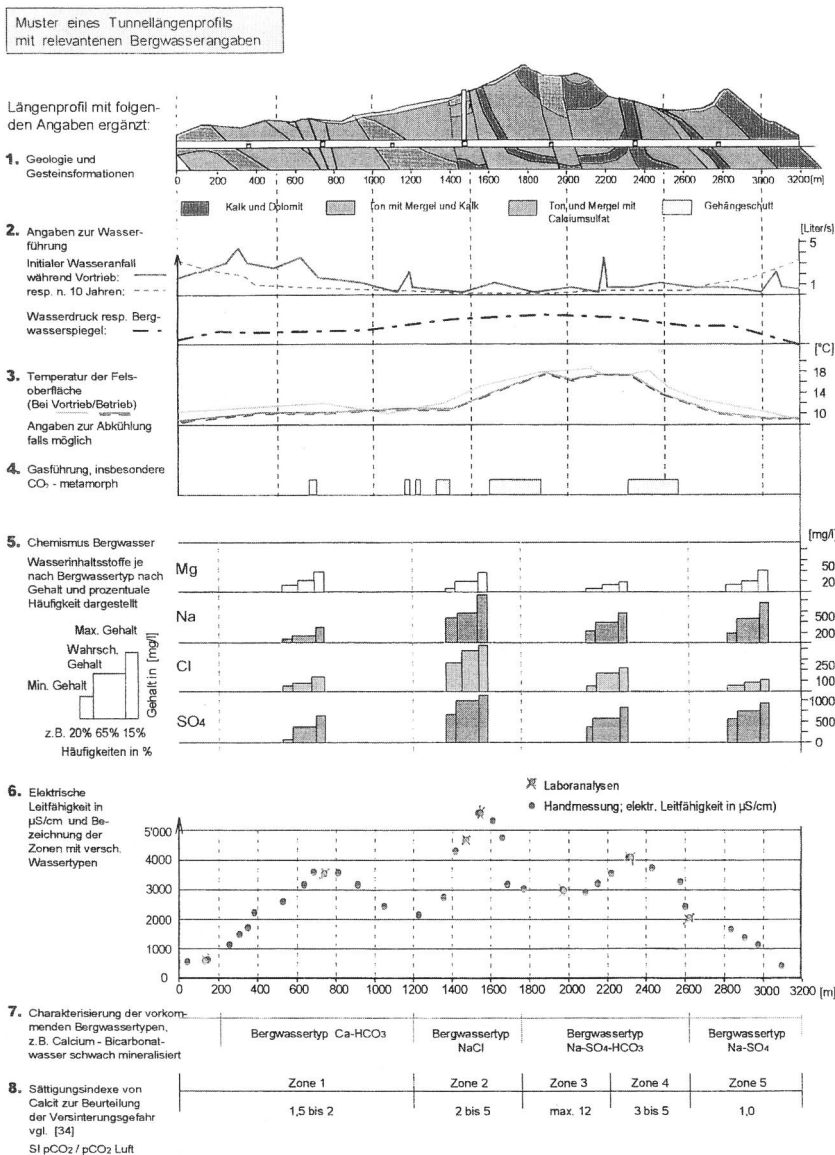 Muster eines Tunnellängenprofils
mit relevantenen Bergwasserangaben
Längenprofil mit folgen-
den Angaben ergänzt:
1. Geologie und
Gesteinsformationen
0 200 400 600 800 1000 1200 1400 1600 1800 2000 2200 2400 2600 2800 3000 3200[m]
Kalk und Dolomit
Ton mit Mergel und Kalk
Ton und Mergel mit
Calciumsulfat
Gehängeschutt
2. Angaben zur Wasser-
führung
Initialer Wasseranfall
während Vortrieb:
resp. n. 10 Jahren:
[Liter/s]
5
1
Wasserdruck resp. Berg-
wasserspiegel:
[°C]
18
14
10
3. Temperatur der Fels-
oberfläche
(Bei Vortrieb/Betrieb)
Angaben zur Abkühlung
falls möglich
4. Gasführung, insbesondere
CO₂ - metamorph
5. Chemismus Bergwasser
Wasserinhaltsstoffe je
nach Bergwassertyp nach
Gehalt und prozentuale
Häufigkeit dargestellt
Max. Gehalt
Wahrsch.
Gehalt
Min. Gehalt
Gehalt in [mg/l]
z.B. 20% 65% 15%
Häufigkeiten in %
[mg/l]
Mg
50
20
Na
500
200
Cl
250
100
SO4
1000
500
0
6. Elektrische
Leitfähigkeit in
µS/cm und Be-
zeichnung der
Zonen mit versch.
Wassertypen
Laboranalysen
Handmessung; elektr. Leitfähigkeit in µS/cm)
5'000
4000
3000
2000
1000
0
0 200 400 600 800 1000 1200 1400 1600 1800 2000 2200 2400 2600 2800 3000 3200 [m]
7. Charakterisierung der vorkom-
menden Bergwassertypen,
z.B. Calcium - Bicarbonat-
wasser schwach mineralisiert
Bergwassertyp Ca-HCO3
Bergwassertyp
NaCl
Bergwassertyp
Na-SO4-HCO3
Bergwassertyp
Na-SO4
8. Sättigungsindexe von
Calcit zur Beurteilung
der Versinterungsgefahr
vgl. [34]
SI pCO2 / pCO2 Luft
Zone 1 Zone 2 Zone 3 Zone 4 Zone 5
1,5 bis 2 2 bis 5 max. 12 3 bis 5 1,0